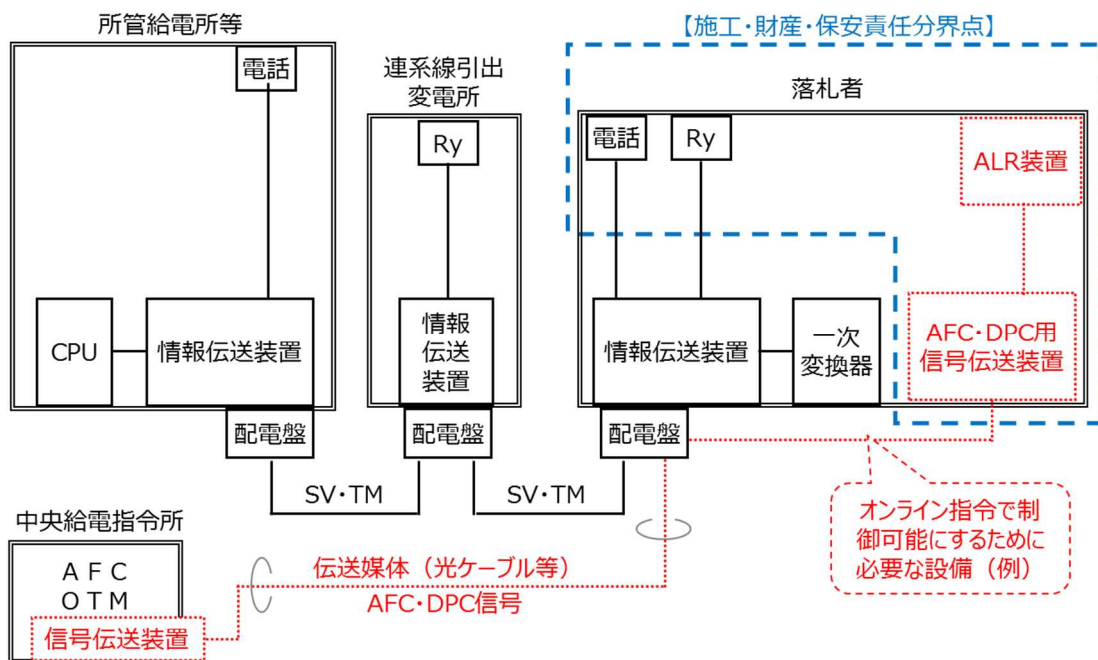 所管給電所等
電話
CPU
情報伝送装置
配電盤
連系線引出
変電所
Ry
情報
伝送
装置
配電盤
【施工・財産・保安責任分界点】
落札者
電話
Ry
ALR装置
情報伝送装置
一次
変換器
AFC・DPC用
信号伝送装置
配電盤
SV・TM
SV・TM
オンライン指令で制
御可能にするために
必要な設備（例）
中央給電指令所
ＡＦＣ
ＯＴＭ
信号伝送装置
伝送媒体（光ケーブル等）
AFC・DPC信号